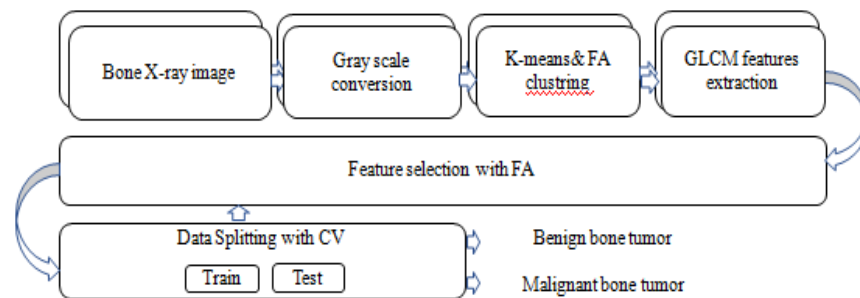 Bone X-ray image
Gray scale
conversion
K-means& FA
clustring
GLCM features
extraction
Feature selection with FA
Data Splitting with CV
Train
Test
Benign bone tumor
Malignant bone tumor